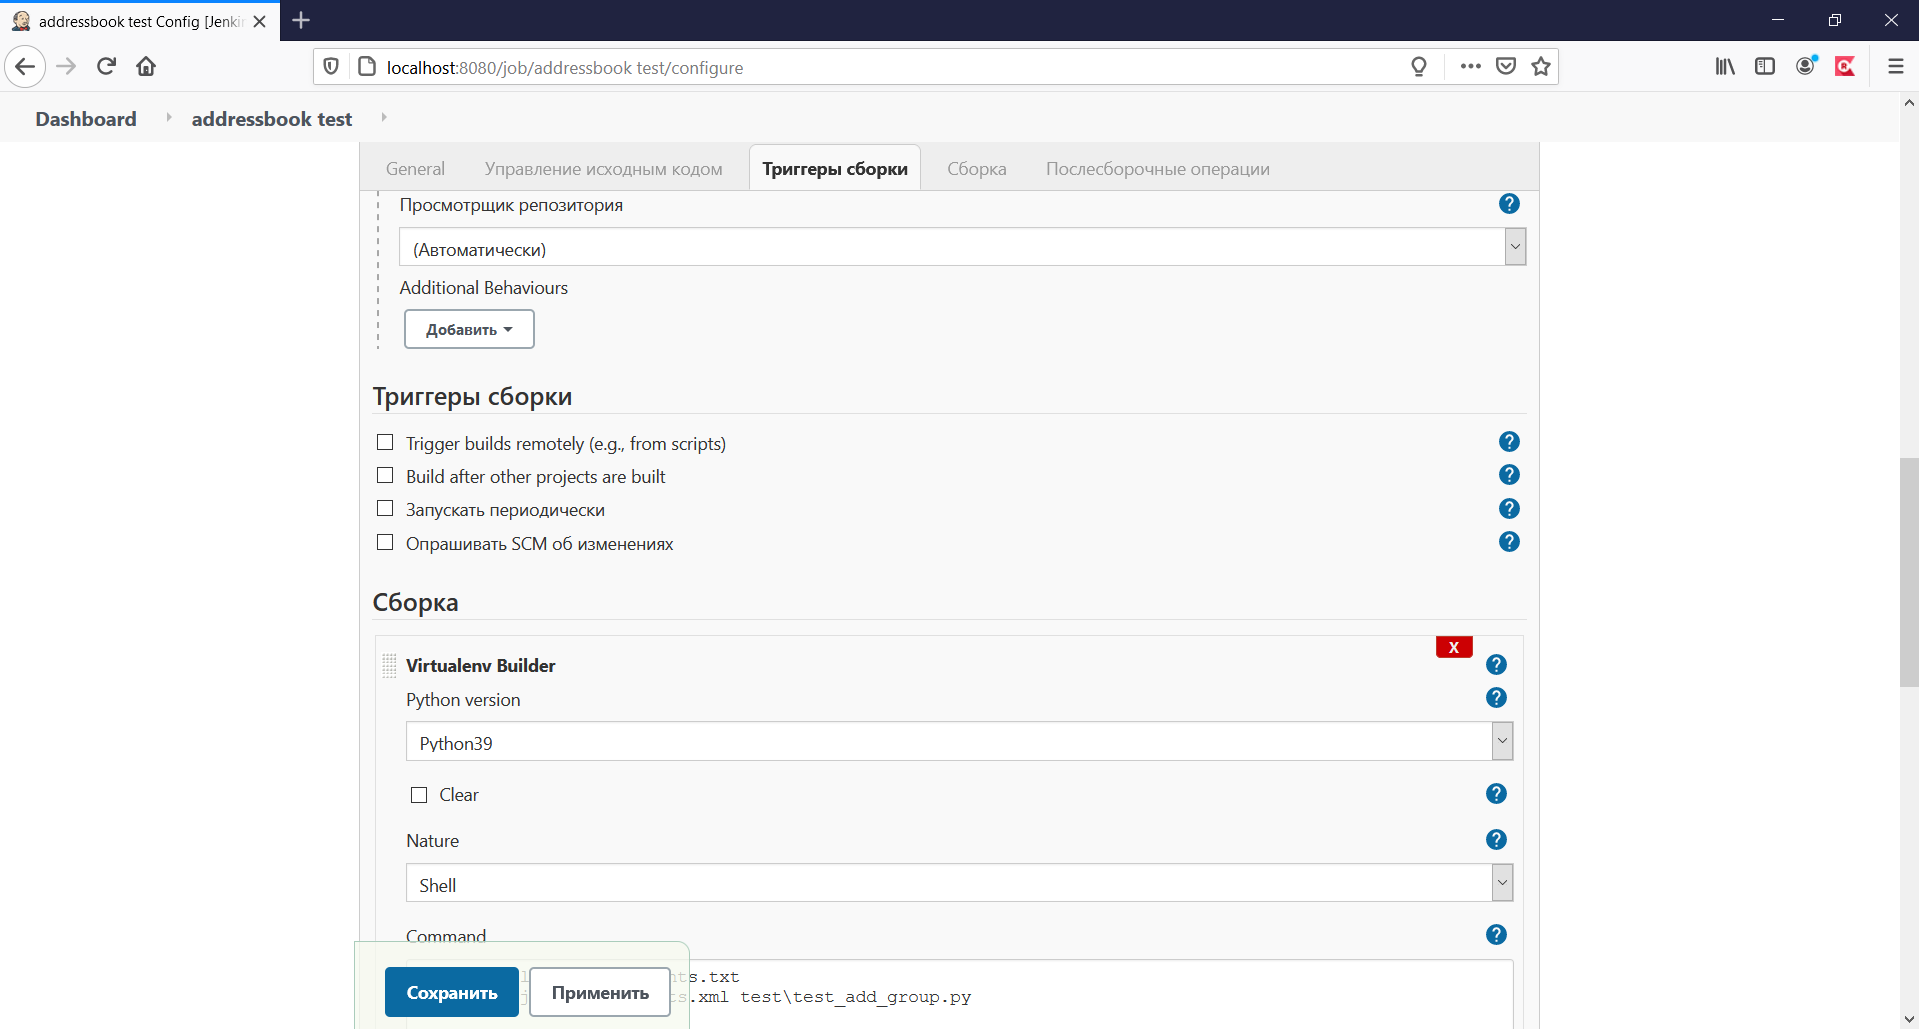 addressbook test Config [Jenki
localhost:8080/job/addressbook test/configure
Dashboard addressbook test
General Управление исходным кодом Триггеры сборки Сборка Послесборочные операции
Просмотрщик репозитория
(Автоматически)
Additional Behaviours
Добавить
Триггеры сборки
Trigger builds remotely (e.g., from scripts)
Build after other projects are built
Запускать периодически
Опрашивать SCM об изменениях
Сборка
X
Virtualenv Builder
Python version
Python39
Clear
Nature
Shell
Command
nts.txt
ts.xml test\test_add_group.py
Сохранить Применить